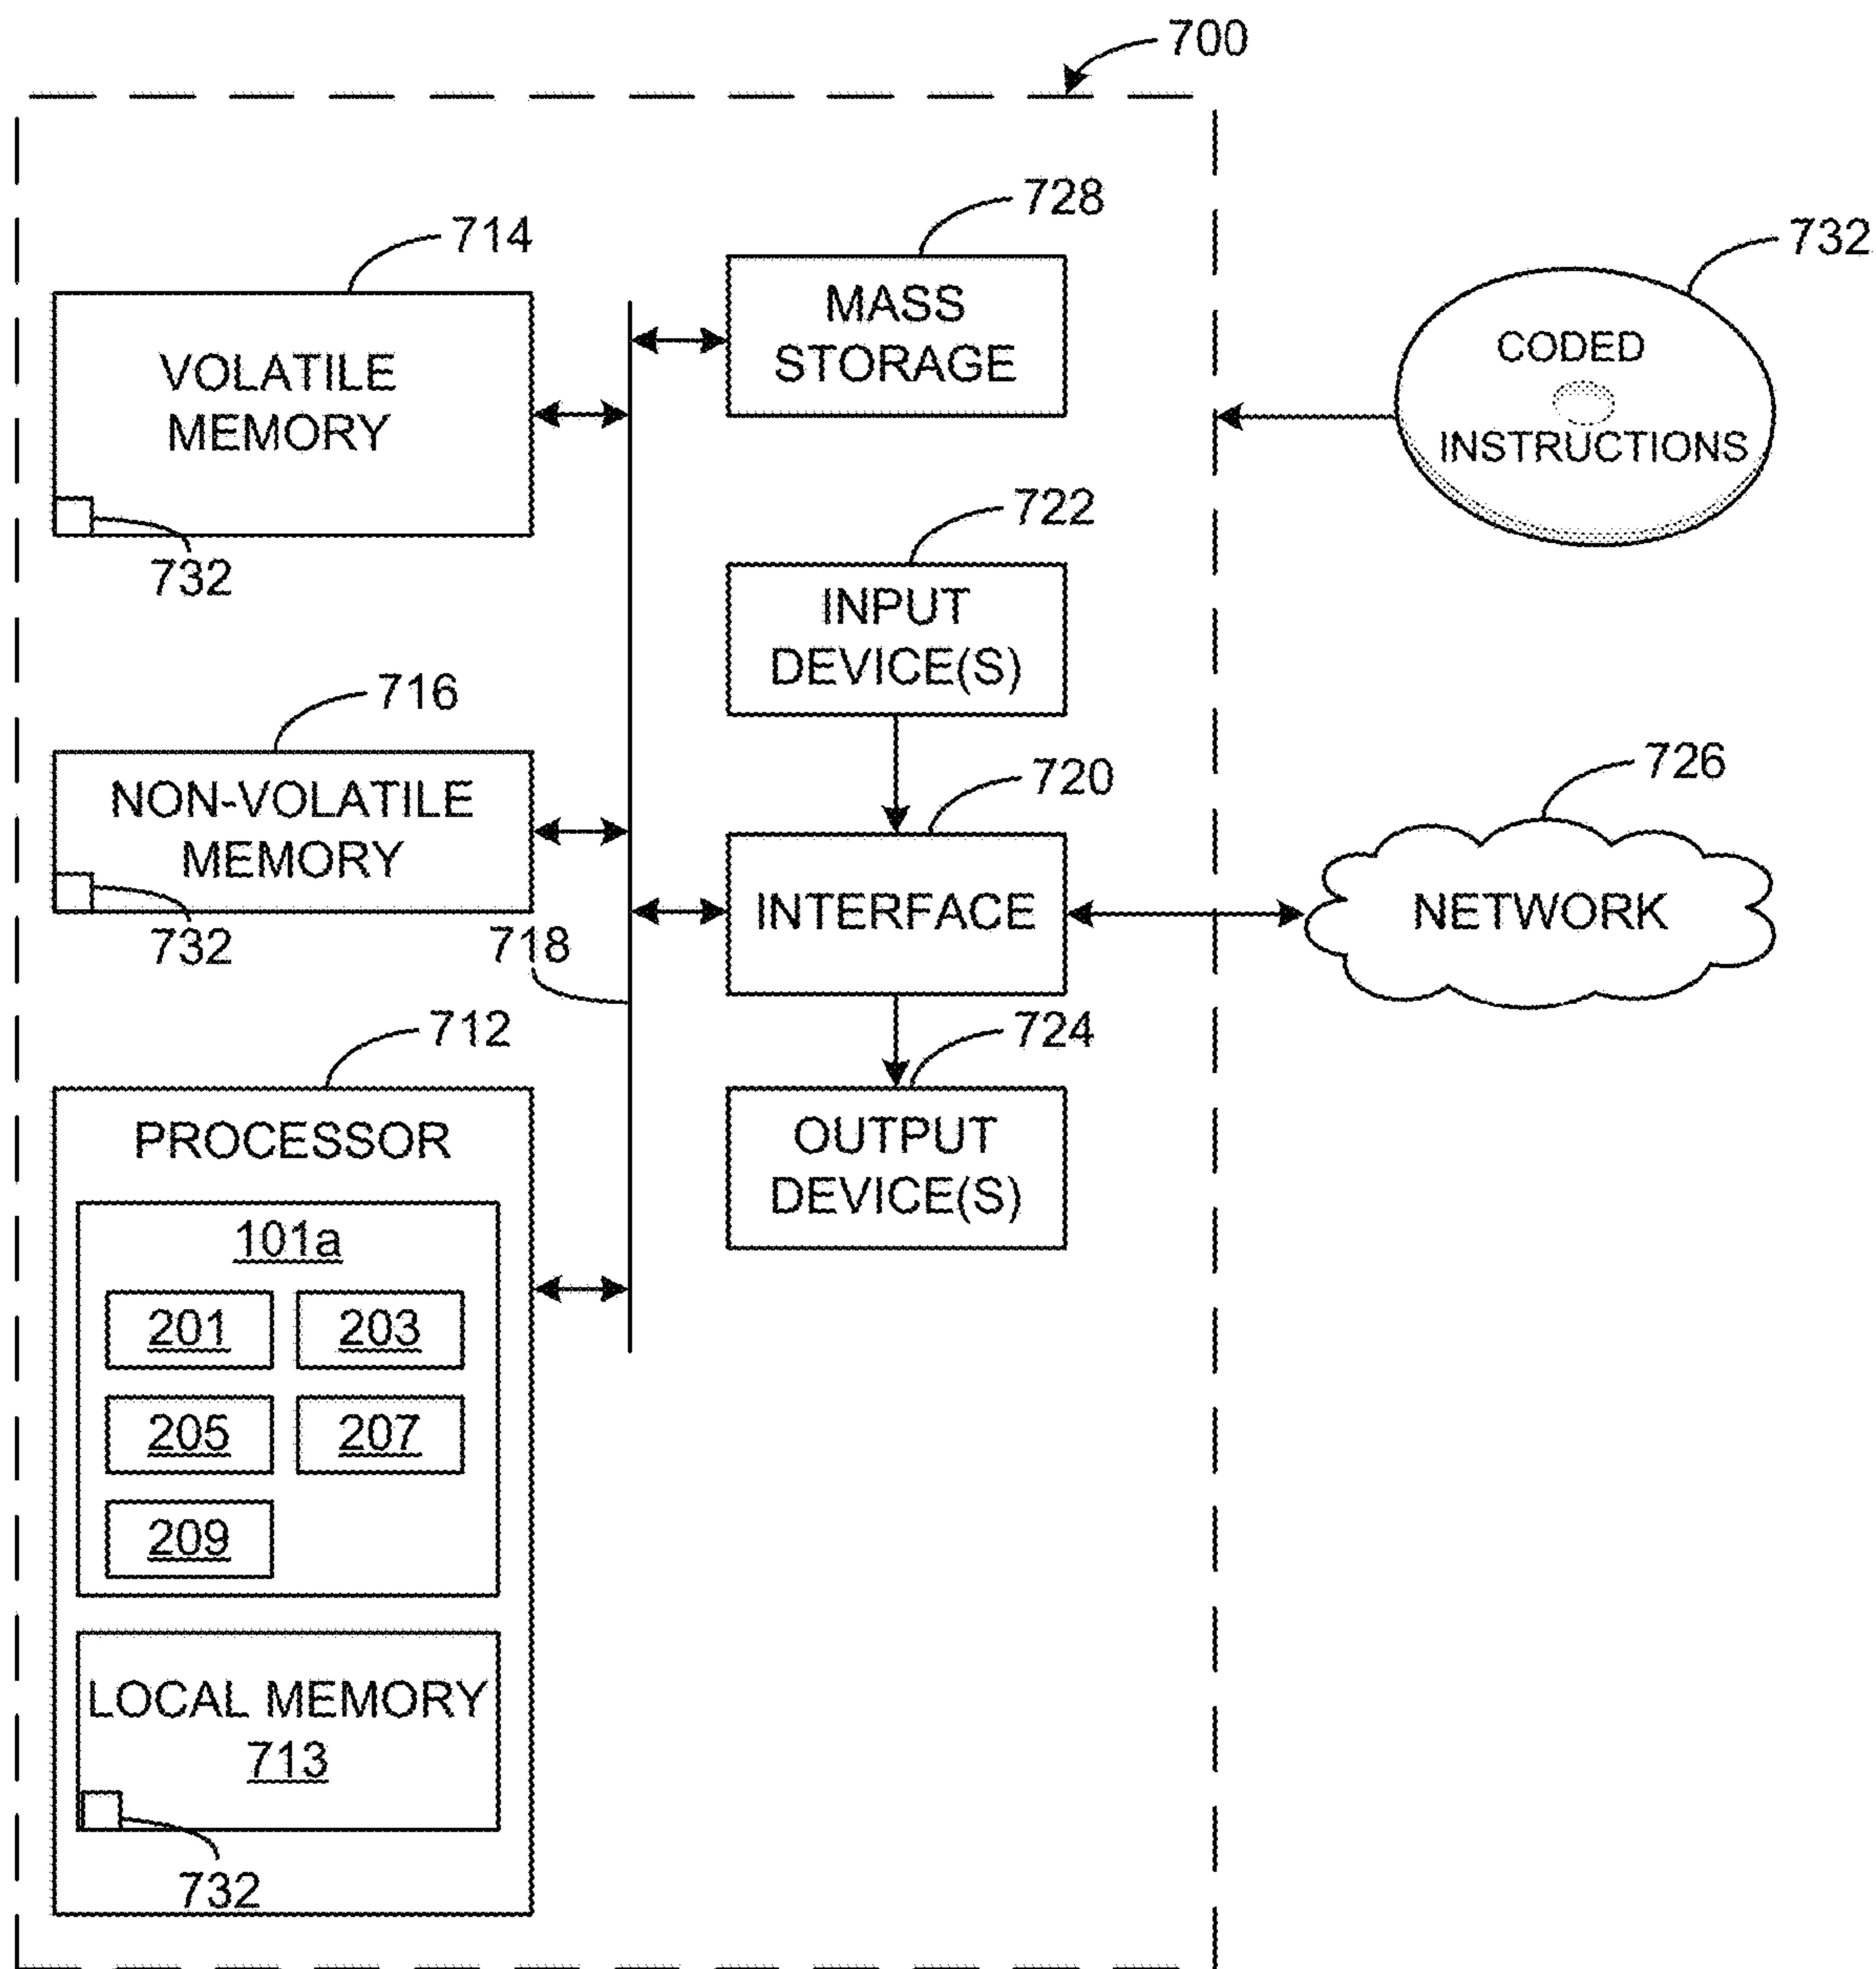 700
728
714
732
MASS
STORAGE
VOLATILE
MEMORY
CODED
INSTRUCTIONS
732
722
INPUT
DEVICE(S)
716
NON-VOLATILE
MEMORY
732
718
720
INTERFACE
726
NETWORK
712
724
OUTPUT
DEVICE(S)
PROCESSOR
101a
201 203
205 207
209
LOCAL MEMORY
713
732